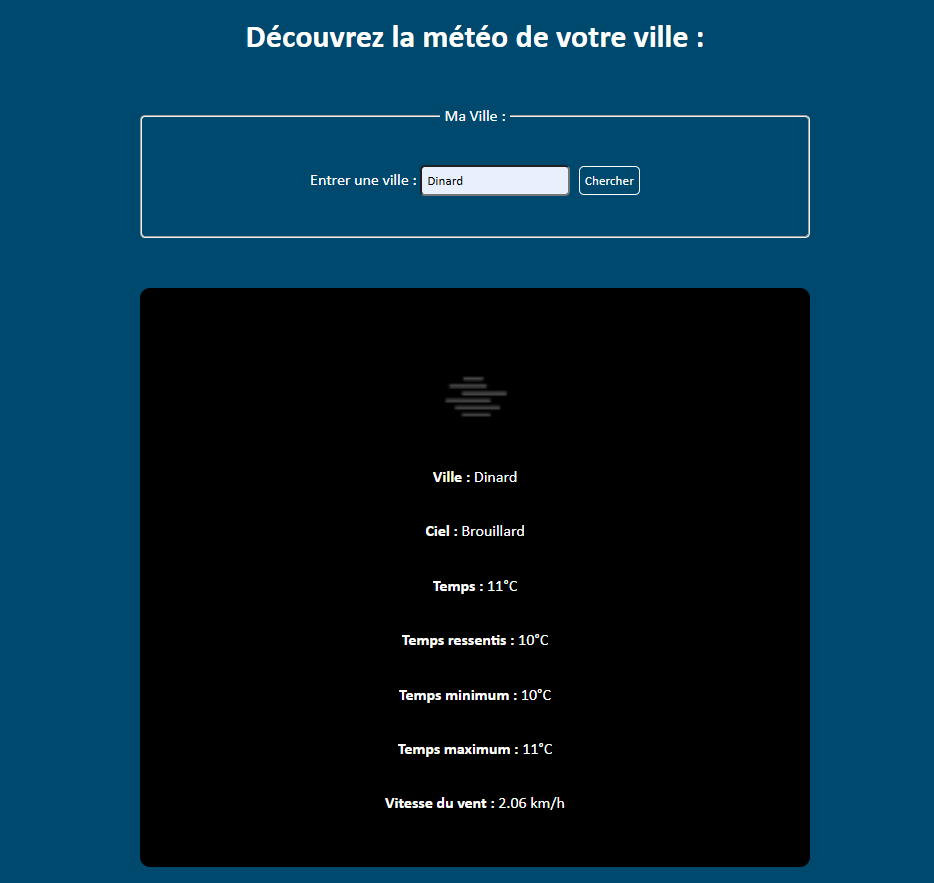 Découvrez la météo de votre ville :
Ma Ville :
Entrer une ville : Dinard Chercher
Ville : Dinard
Ciel : Brouillard
Temps : 11°C
Temps ressentis : 10°C
Temps minimum : 10°C
Temps maximum : 11°C
Vitesse du vent : 2.06 km/h